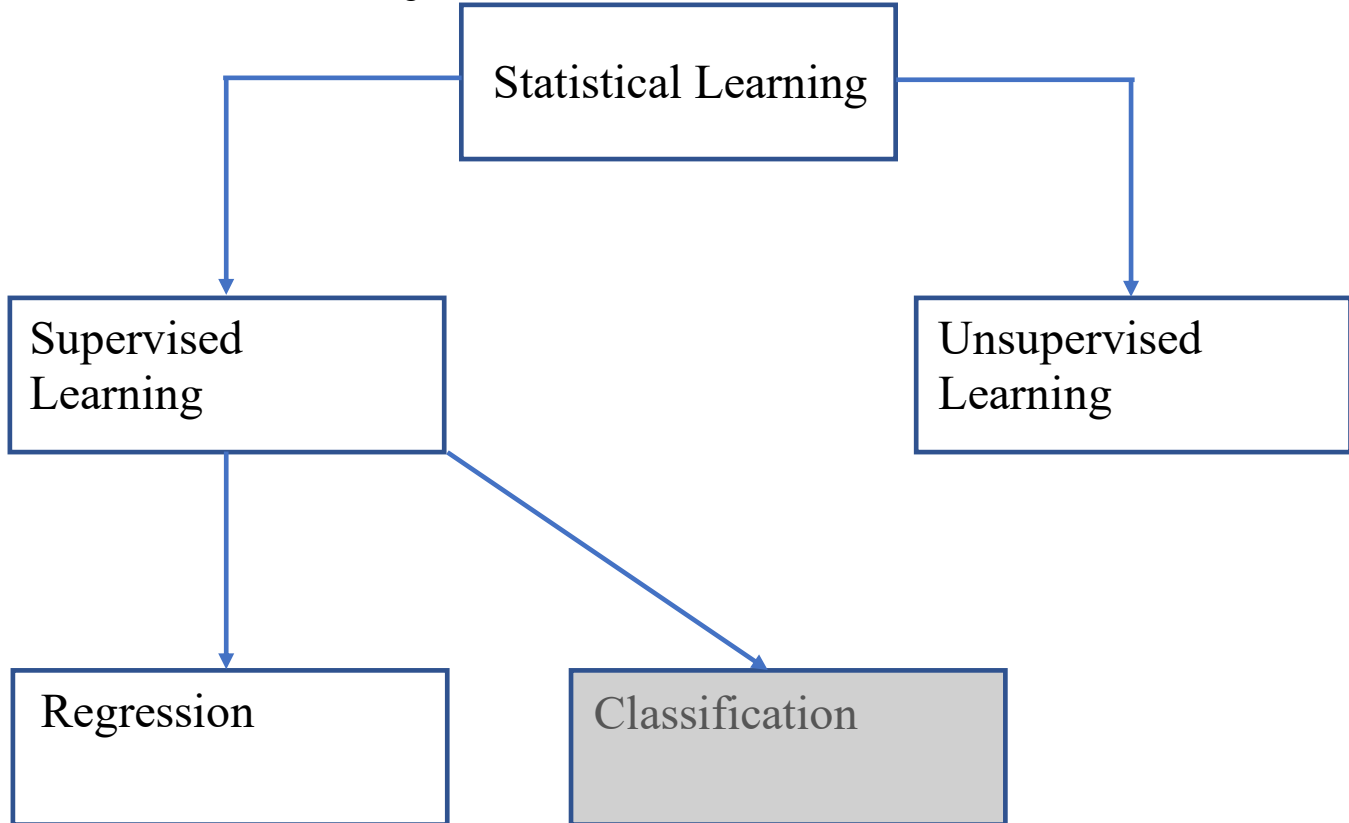 Statistical Learning
Supervised
Learning
Unsupervised
Learning
Regression
Classification